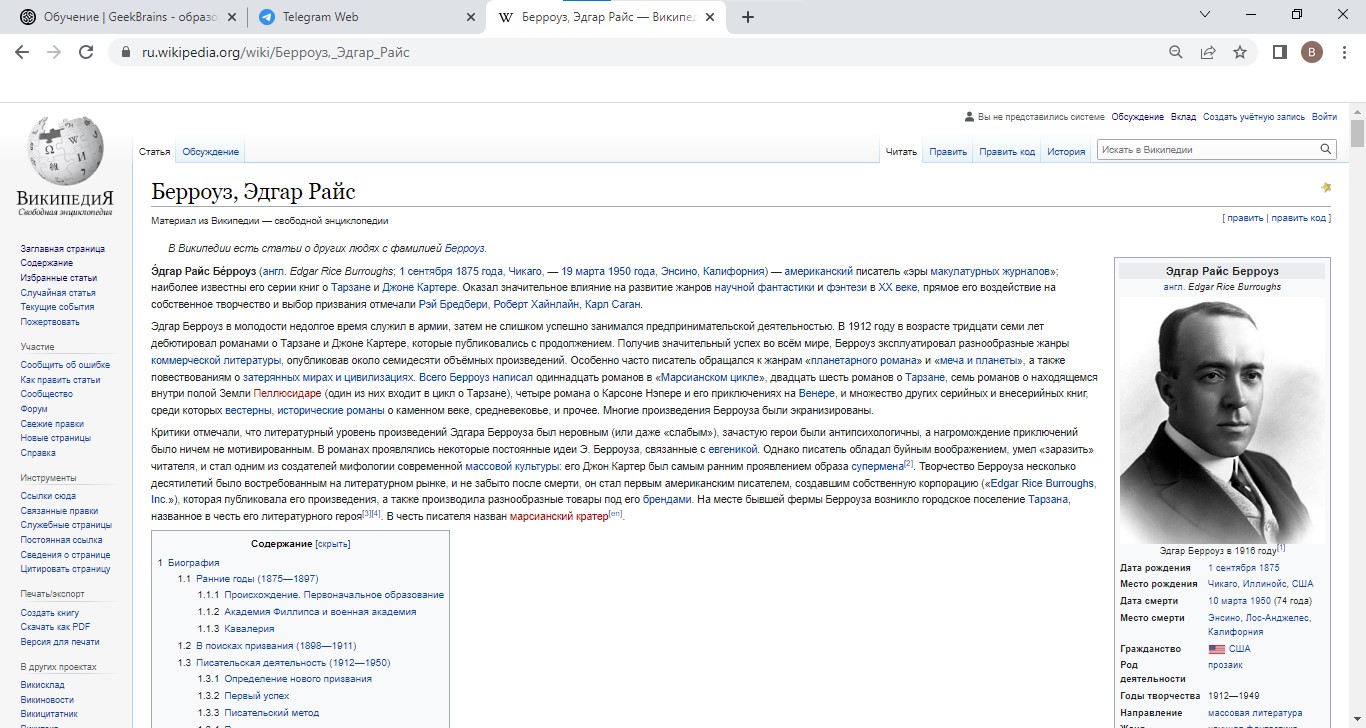 Обучение | GeekBrains - образо
Telegram Web
Берроуз, Эдгар Райс — Википе
ru.wikipedia.org/wiki/Берроуз,_Эдгар_Райс
В
Вы не представились системе Обсуждение Вклад Создать учётную запись Войти
Статья Обсуждение Читать Править Править код История Искать в Википедии
ВИКИПЕДИЯ
Свободная энциклопедия
Заглавная страница
Содержание
Избранные статьи
Случайная статья
Текущие события
Пожертвовать
Участие
Сообщить об ошибке
Как править статьи
Сообщество
Форум
Свежие правки
Новые страницы
Справка
Инструменты
Ссылки сюда
Связанные правки
Служебные страницы
Постоянная ссылка
Сведения о странице
Цитировать страницу
Печать/экспорт
Создать книгу
Скачать как PDF
Версия для печати
В других проектах
Викисклад
Викиновости
Викицитатник
Берроуз, Эдгар Райс
Материал из Википедии — свободной энциклопедии
[ править | править код ]
В Википедии есть статьи о других людях с фамилией Берроуз.
Э́дгар Райс Бе́рроуз (англ. Edgar Rice Burroughs; 1 сентября 1875 года, Чикаго, — 19 марта 1950 года, Энсино, Калифорния) — американский писатель «эры макулатурных журналов»;
наиболее известны его серии книг о Тарзане и Джоне Картере. Оказал значительное влияние на развитие жанров научной фантастики и фэнтези в XX веке, прямое его воздействие на
собственное творчество и выбор призвания отмечали Рэй Бредбери, Роберт Хайнлайн, Карл Саган.
Эдгар Берроуз в молодости недолгое время служил в армии, затем не слишком успешно занимался предпринимательской деятельностью. В 1912 году в возрасте тридцати семи лет
дебютировал романами о Тарзане и Джоне Картере, которые публиковались с продолжением. Получив значительный успех во всём мире, Берроуз эксплуатировал разнообразные жанры
коммерческой литературы, опубликовав около семидесяти объёмных произведений. Особенно часто писатель обращался к жанрам «планетарного романа» и «меча и планеты», а также
повествованиям о затерянных мирах и цивилизациях. Всего Берроуз написал одиннадцать романов в «Марсианском цикле», двадцать шесть романов о Тарзане, семь романов о находящемся
внутри полой Земли Пеллюсидаре (один из них входит в цикл о Тарзане), четыре романа о Карсоне Нэпере и его приключениях на Венере, и множество других серийных и внесерийных книг,
среди которых вестерны, исторические романы о каменном веке, средневековье, и прочее. Многие произведения Берроуза были экранизированы.
Критики отмечали, что литературный уровень произведений Эдгара Берроуза был неровным (или даже «слабым»), зачастую герои были антипсихологичны, а нагромождение приключений
было ничем не мотивированным. В романах проявлялись некоторые постоянные идеи Э. Берроуза, связанные с евгеникой. Однако писатель обладал буйным воображением, умел «заразить»
читателя, и стал одним из создателей мифологии современной массовой культуры: его Джон Картер был самым ранним проявлением образа супермена[2]. Творчество Берроуза несколько
десятилетий было востребованным на литературном рынке, и не забыто после смерти, он стал первым американским писателем, создавшим собственную корпорацию («Edgar Rice Burroughs,
Inc.»), которая публиковала его произведения, а также производила разнообразные товары под его брендами. На месте бывшей фермы Берроуза возникло городское поселение Тарзана,
названное в честь его литературного героя[3][4]. В честь писателя назван марсианский кратер[en].
Содержание [скрыть]
1 Биография
1.1 Ранние годы (1875—1897)
1.1.1 Происхождение. Первоначальное образование
1.1.2 Академия Филлипса и военная академия
1.1.3 Кавалерия
1.2 В поисках призвания (1898—1911)
1.3 Писательская деятельность (1912—1950)
1.3.1 Определение нового призвания
1.3.2 Первый успех
1.3.3 Писательский метод
Эдгар Райс Берроуз
англ. Edgar Rice Burroughs
Эдгар Берроуз в 1916 году[1]
Дата рождения 1 сентября 1875
Место рождения Чикаго, Иллинойс, США
Дата смерти 10 марта 1950 (74 года)
Место смерти Энсино, Лос-Анджелес,
Калифорния
Гражданство США
Род прозаик
деятельности
Годы творчества 1912—1949
Направление массовая литература